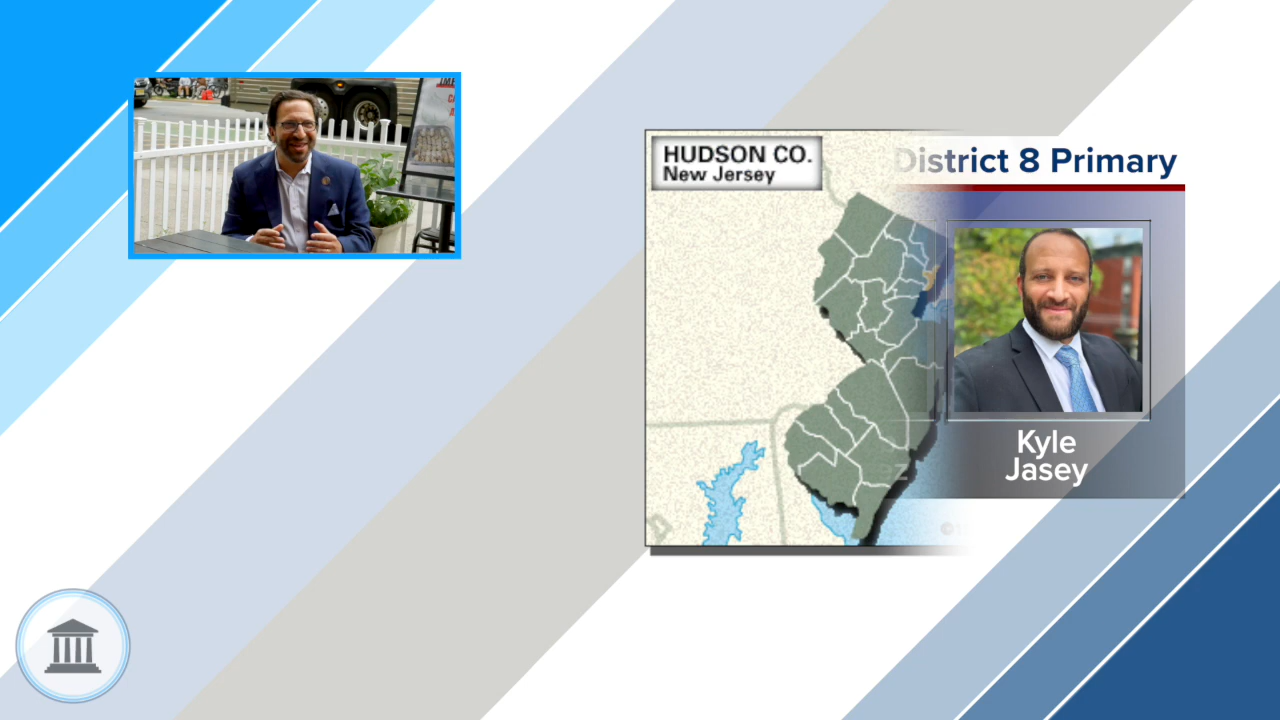 HUDSON CO.
New Jersey
District 8 Primary
Kyle
Jasey